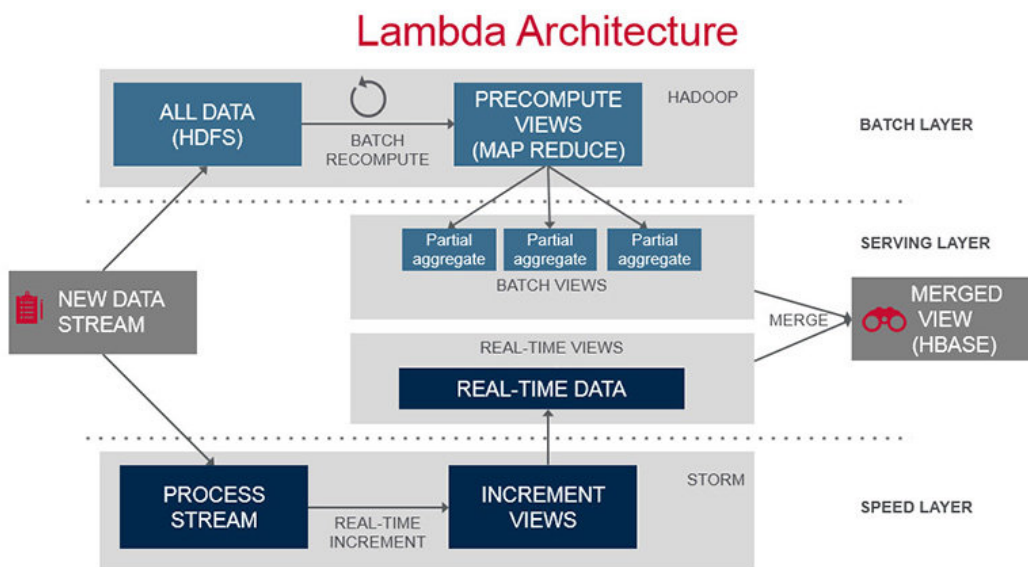 Lambda Architecture
ALL DATA
(HDFS)
BATCH
RECOMPUTE
PRECOMPUTE
VIEWS
(MAP REDUCE)
HADOOP
BATCH LAYER
Partial
aggregate
Partial
aggregate
Partial
aggregate
BATCH VIEWS
SERVING LAYER
NEW DATA
STREAM
MERGE
MERGED
VIEW
(HBASE)
REAL-TIME VIEWS
REAL-TIME DATA
PROCESS
STREAM
REAL-TIME
INCREMENT
INCREMENT
VIEWS
STORM
SPEED LAYER